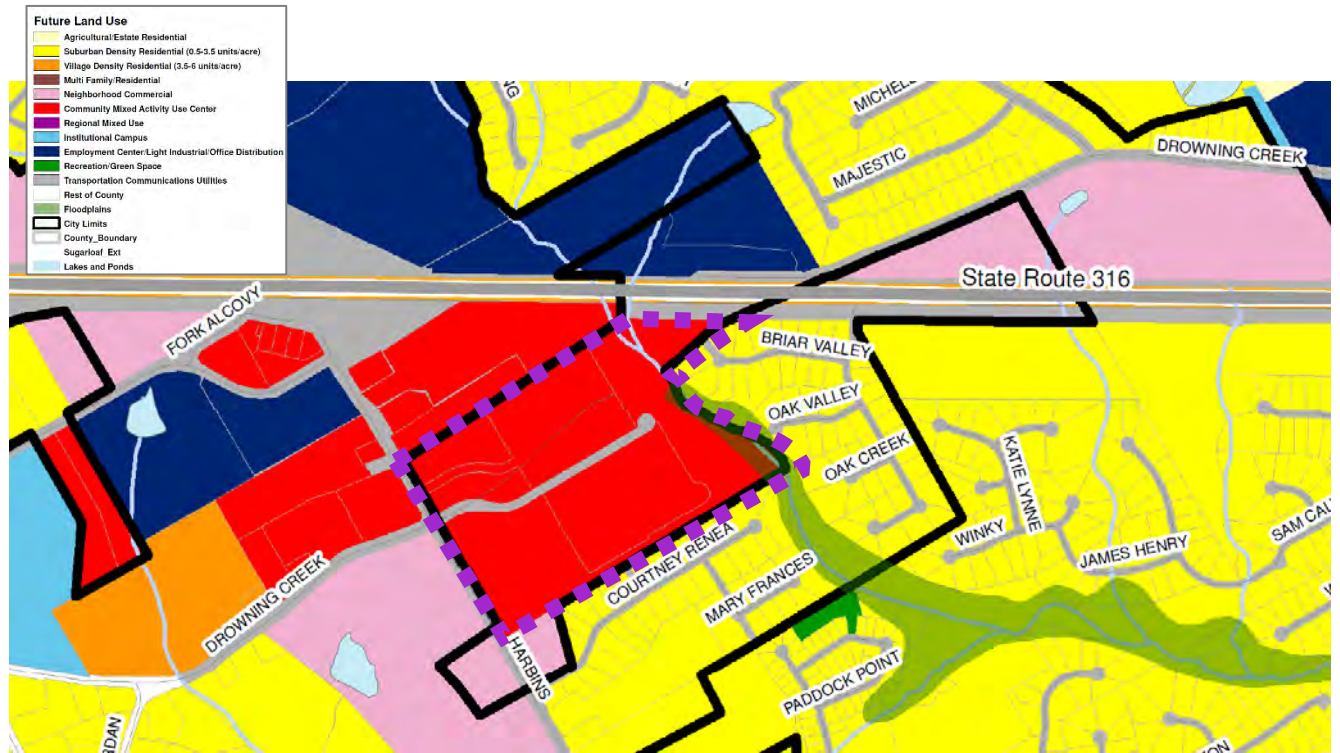 Future Land Use
Agricultural/Estate Residential
Suburban Density Residential (0.5-3.5 units/acre)
Village Density Residential (3.5-6 units/acre)
Multi Family/Residential
Neighborhood Commercial
Community Mixed Activity Use Center
Regional Mixed Use
Institutional Campus
Employment Center/Light Industrial/Office Distribution
Recreation/Green Space
Transportation Communications Utilities
Rest of County
Floodplains
City Limits
County_Boundary
Sugarloaf_Ext
Lakes and Ponds
MAJESTIC
DROWNING CREEK
State Route 316
FORK ALCOVY
BRIAR VALLEY
OAK VALLEY
OAK CREEK
KATIE LYNNE
WINKY
JAMES HENRY
COURTNEY RENEA
MARY FRANCES
DROWNING CREEK
HARBINS
PADDOCK POINT